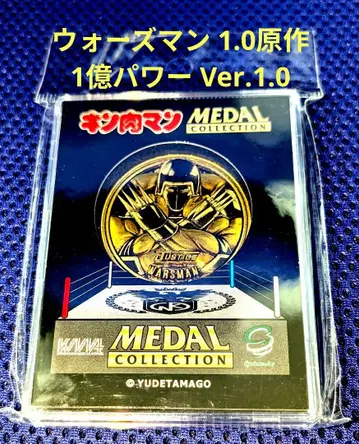 ウォーズマン 1.0原作
1億パワー Ver.1.0
キン肉マン MEDAL
COLLECTION
JUSTICE
WARSMAN
MEDAL
COLLECTION
© YUDETAMAGO